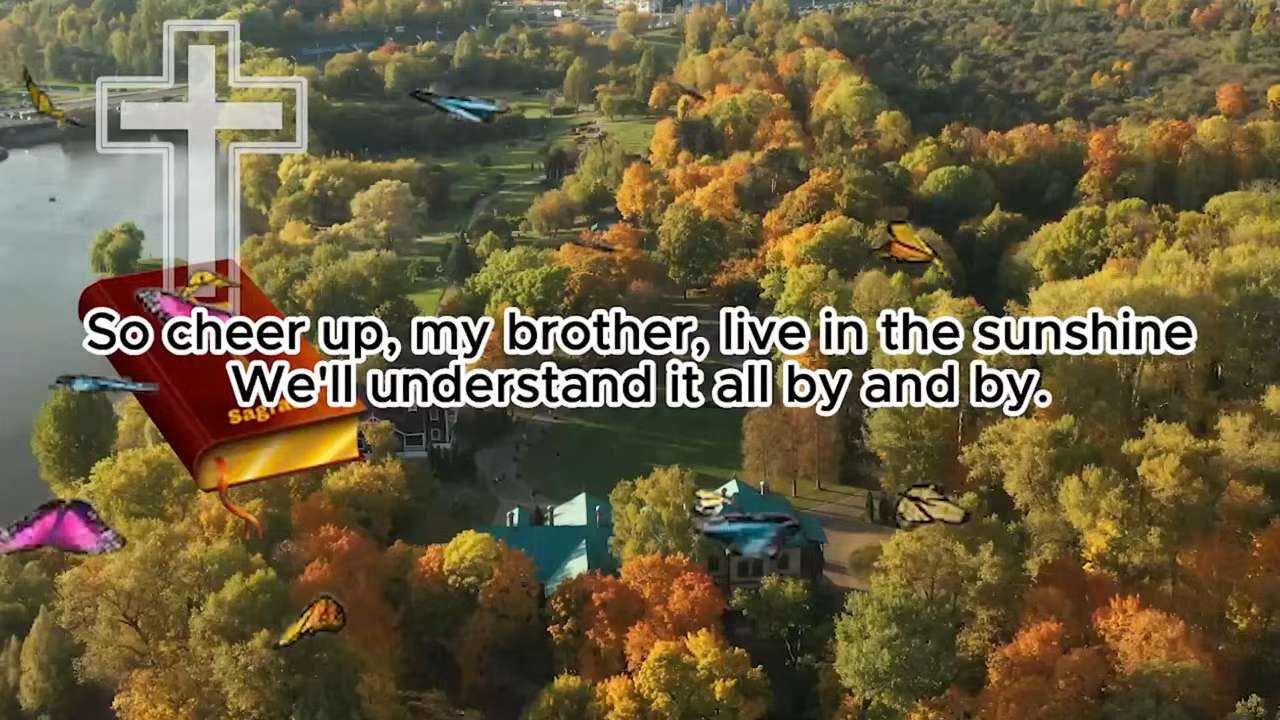 So cheer up, my brother, live in the sunshine
We'll understand it all by and by.